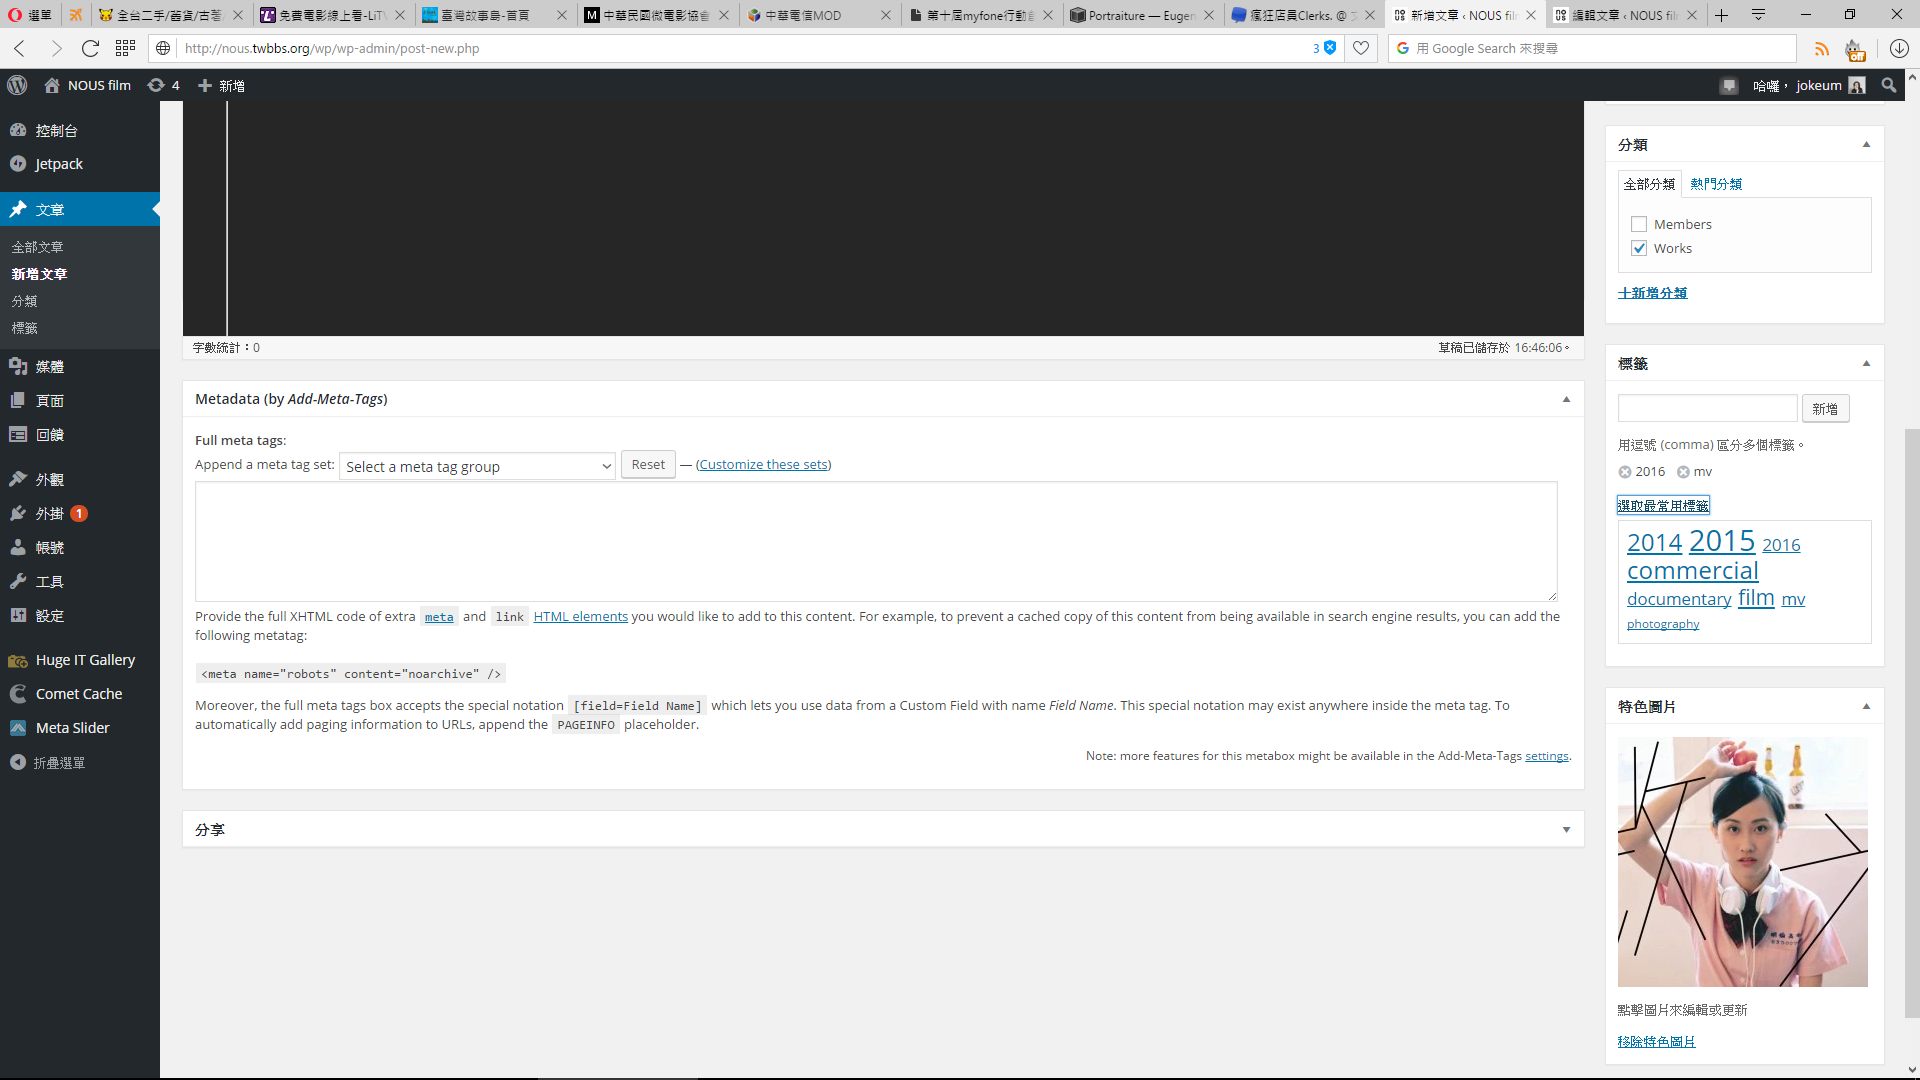 選單
全台二手/舊貨/古著/
免費電影線上看-LiTV
臺灣故事島-首頁
中華民國微電影協會
中華電信MOD
第十屆myfone行動創
Portraiture — Eugen
瘋狂店員Clerks. @ 文
新增文章 ‹ NOUS film
編輯文章 ‹ NOUS film
http://nous.twbbs.org/wp/wp-admin/post-new.php
3
用 Google Search 來搜尋
off
NOUS film
4
新增
哈囉， jokeum
控制台
Jetpack
文章
全部文章
新增文章
分類
標籤
媒體
頁面
回饋
外觀
外掛 1
帳號
工具
設定
Huge IT Gallery
Comet Cache
Meta Slider
折疊選單
字數統計：0
草稿已儲存於 16:46:06。
Metadata (by Add-Meta-Tags)
Full meta tags:
Append a meta tag set: Select a meta tag group Reset — (Customize these sets)
Provide the full XHTML code of extra meta and link HTML elements you would like to add to this content. For example, to prevent a cached copy of this content from being available in search engine results, you can add the
following metatag:
<meta name="robots" content="noarchive" />
Moreover, the full meta tags box accepts the special notation [field=Field Name] which lets you use data from a Custom Field with name Field Name. This special notation may exist anywhere inside the meta tag. To
automatically add paging information to URLs, append the PAGEINFO placeholder.
Note: more features for this metabox might be available in the Add-Meta-Tags settings.
分享
分類
全部分類 熱門分類
Members
Works
+新增分類
標籤
新增
用逗號 (comma) 區分多個標籤。
2016 mv
選取最常用標籤
2014 2015 2016
commercial
documentary film mv
photography
特色圖片
點擊圖片來編輯或更新
移除特色圖片